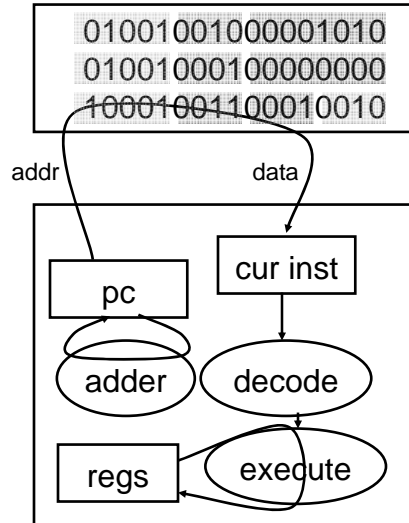 01001001000001010
01001000100000000
10001001100010010
addr data
cur inst
pc
adder decode
regs execute